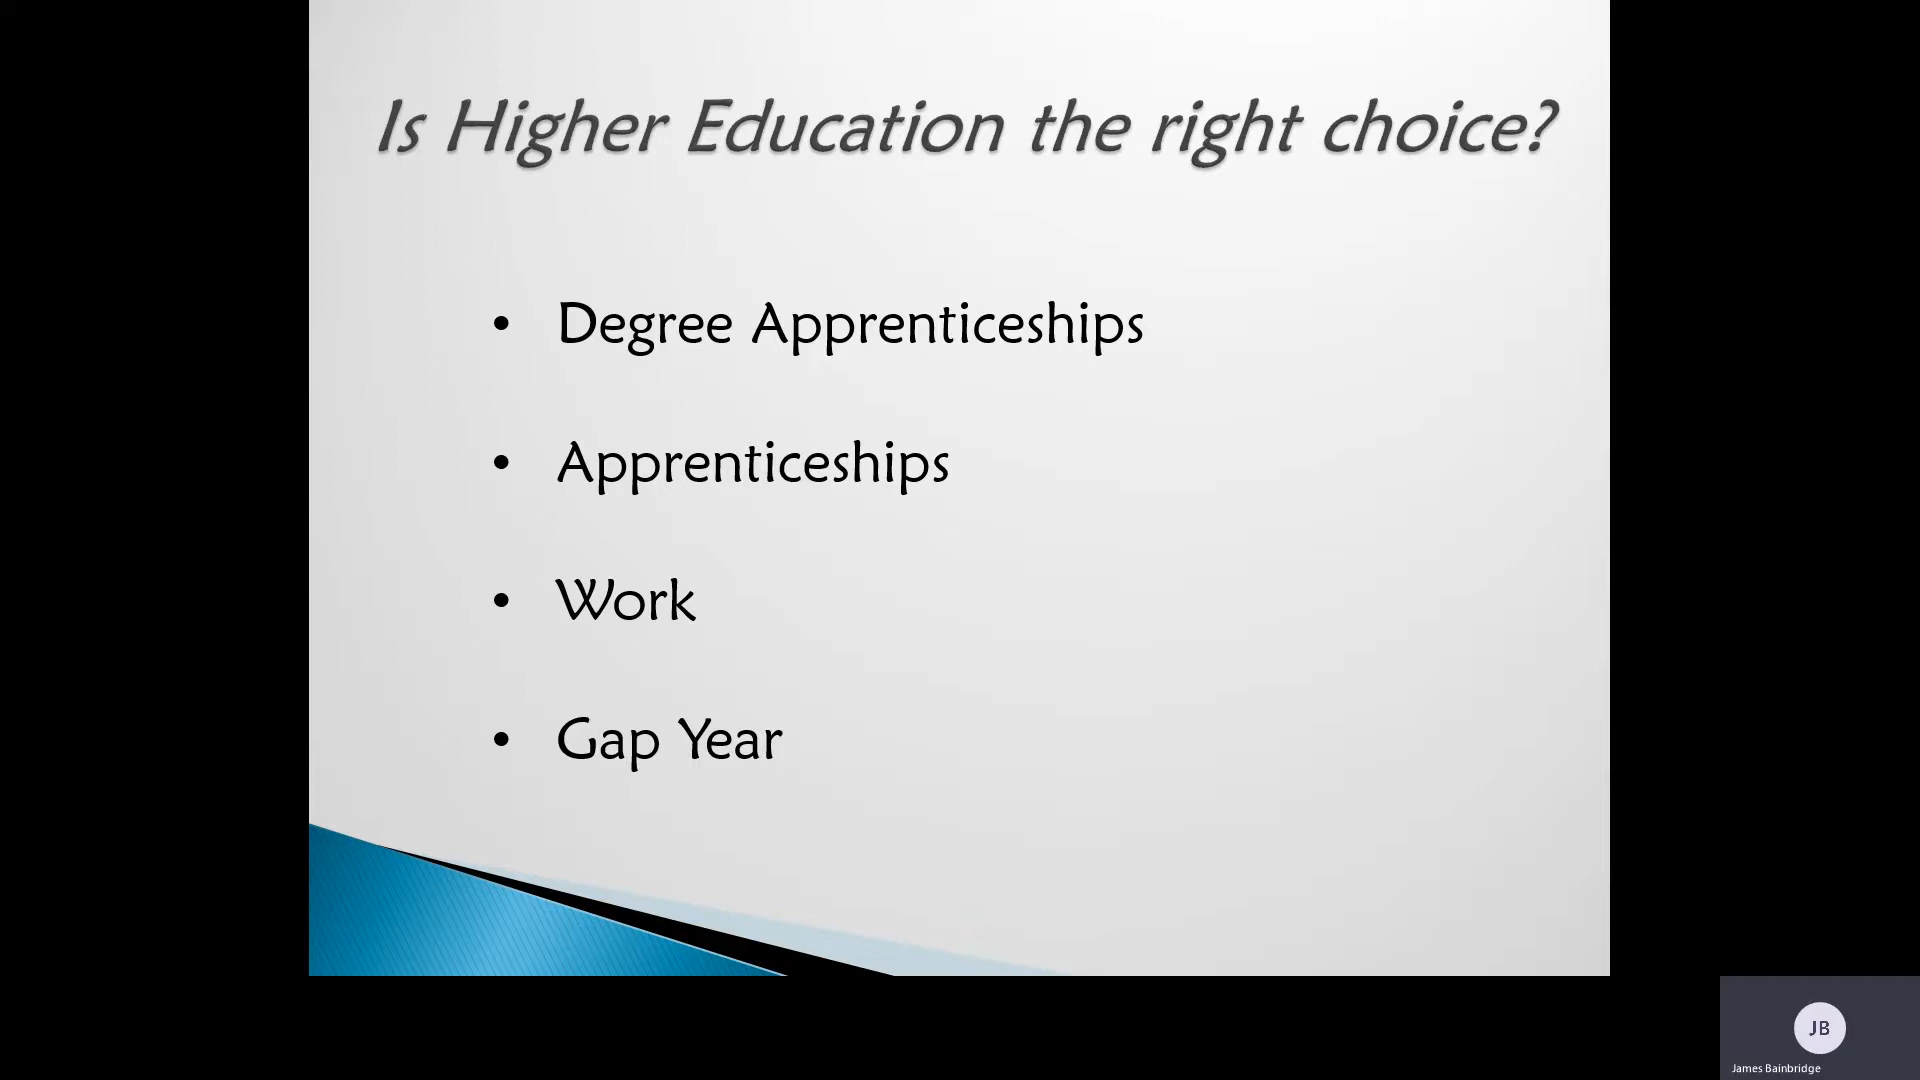 Is Higher Education the right choice?
• Degree Apprenticeships
• Apprenticeships
• Work
• Gap Year
JB
James Bainbridge